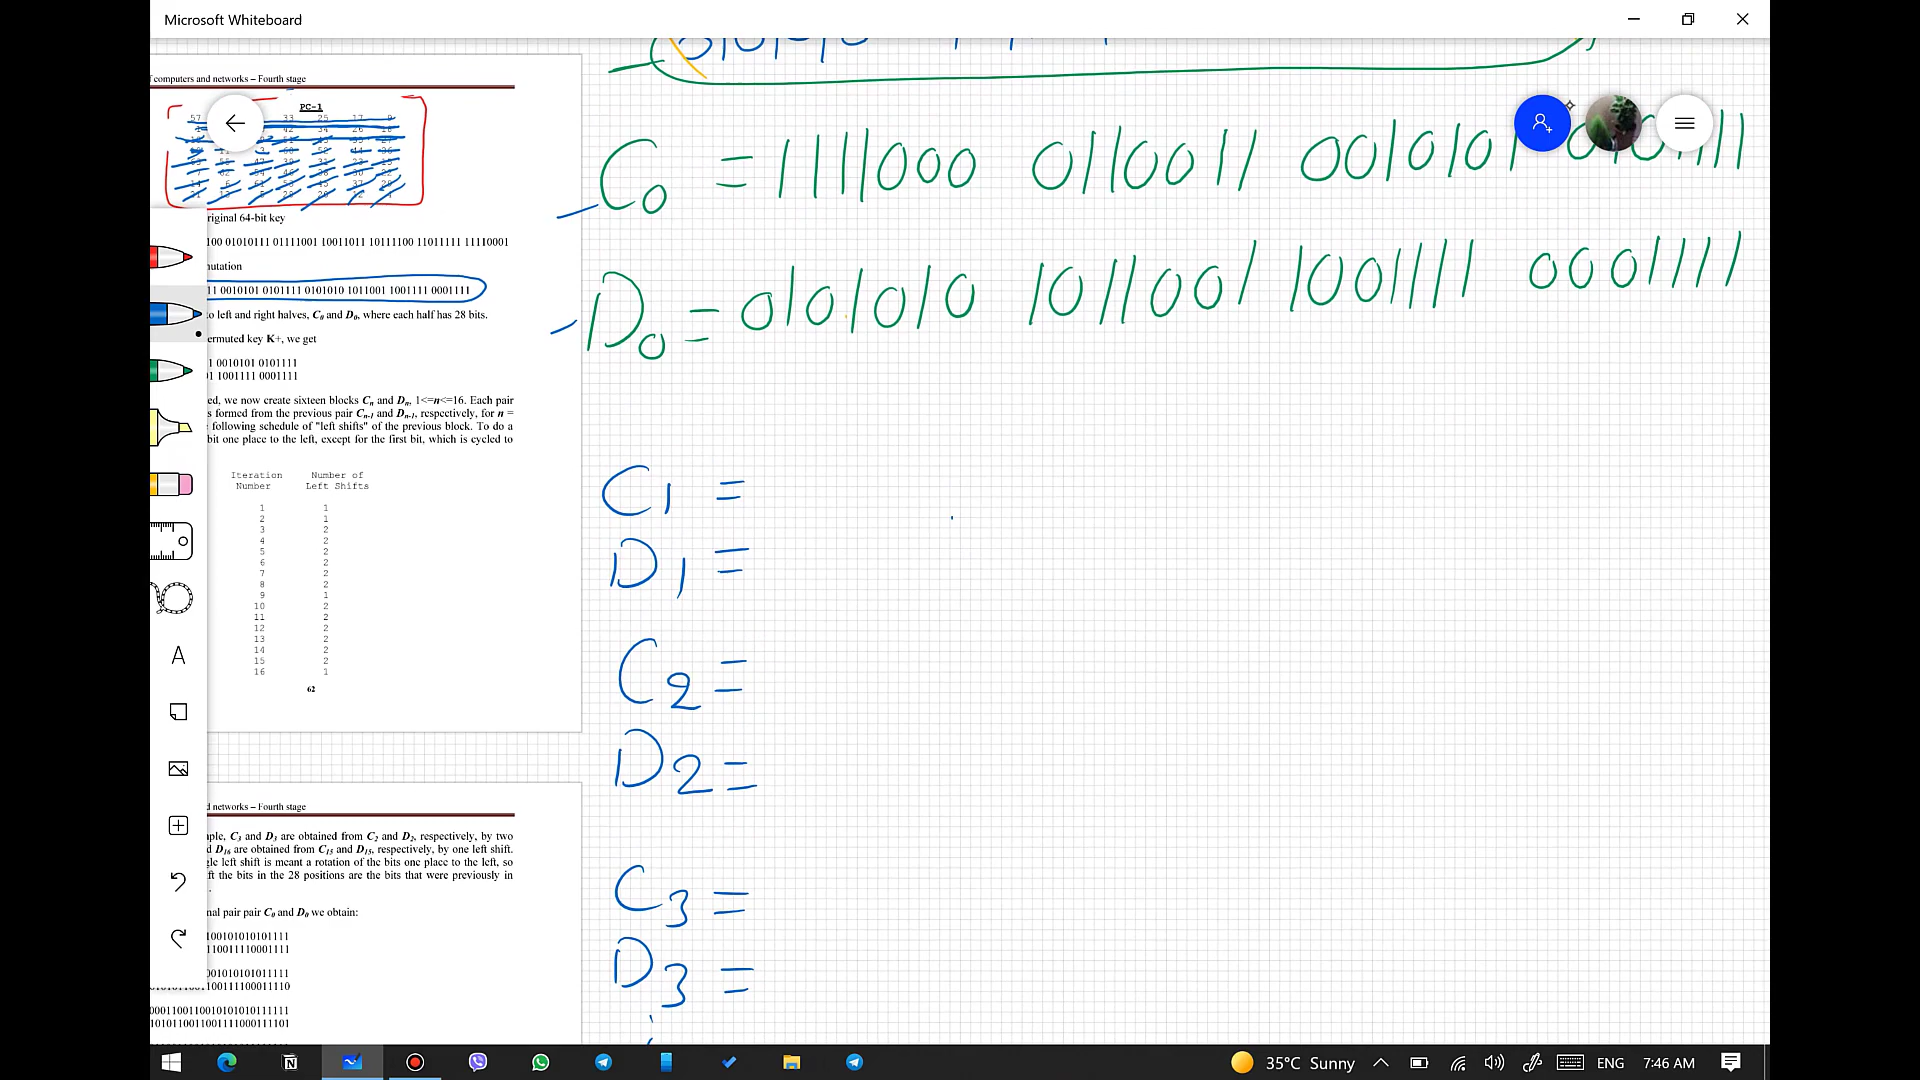 Microsoft Whiteboard
f computers and networks – Fourth stage
PC-1
riginal 64-bit key
100 01010111 01111001 10011011 10111100 11011111 11110001
nutation
11 0010101 0101111 0101010 1011001 1001111 0001111
o left and right halves, C0 and D0, where each half has 28 bits.
ermuted key K+, we get
1 0010101 0101111
01 1001111 0001111
ed, we now create sixteen blocks Cn and Dn, 1<=n<=16. Each pair
s formed from the previous pair Cn-1 and Dn-1, respectively, for n =
following schedule of "left shifts" of the previous block. To do a
bit one place to the left, except for the first bit, which is cycled to
Iteration Number of
Number Left Shifts
1 1
2 1
3 2
4 2
5 2
6 2
7 2
8 2
9 1
10 2
11 2
12 2
13 2
14 2
15 2
16 1
62
d networks – Fourth stage
ple, C3 and D3 are obtained from C2 and D2, respectively, by two
d D16 are obtained from C15 and D15, respectively, by one left shift.
gle left shift is meant a rotation of the bits one place to the left, so
ft the bits in the 28 positions are the bits that were previously in
nal pair pair C0 and D0 we obtain:
100101010101111
110011110001111
001010101011111
1100111100011110
000110011001010101011111​1
10101100110011110001111​01
C0 = 1111000 0110011 0010101 0101111
D0 = 0101010 1011001 1001111 0001111
C1 =
D1 =
C2 =
D2 =
C3 =
D3 =
A
35°C Sunny
ENG
7:46 AM